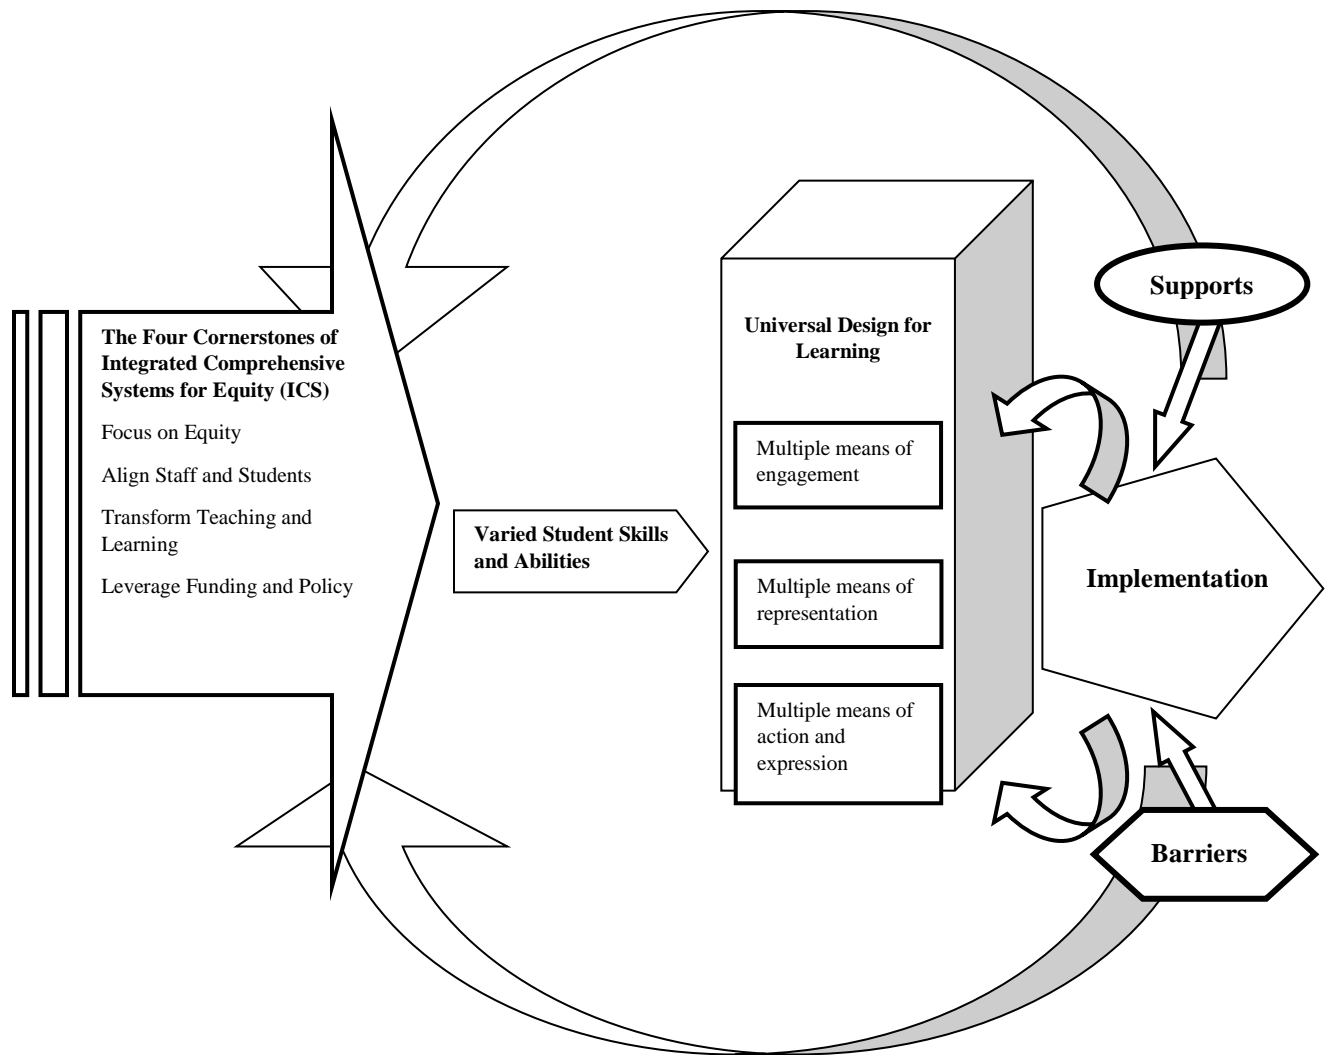 The Four Cornerstones of
Integrated Comprehensive
Systems for Equity (ICS)
Focus on Equity
Align Staff and Students
Transform Teaching and
Learning
Leverage Funding and Policy
Varied Student Skills
and Abilities
Universal Design for
Learning
Multiple means of
engagement
Multiple means of
representation
Multiple means of
action and
expression
Supports
Implementation
Barriers